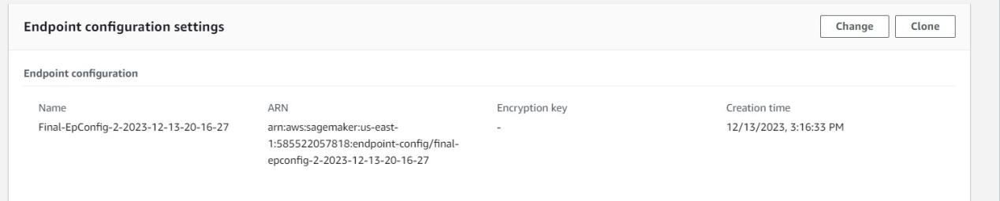 Endpoint configuration settings
Change
Clone
Endpoint configuration
Name
ARN
Encryption key
Creation time
Final-EpConfig-2-2023-12-13-20-16-27
arn:aws:sagemaker:us-east-
1:585522057818:endpoint-config/final-
epconfig-2-2023-12-13-20-16-27
-
12/13/2023, 3:16:33 PM